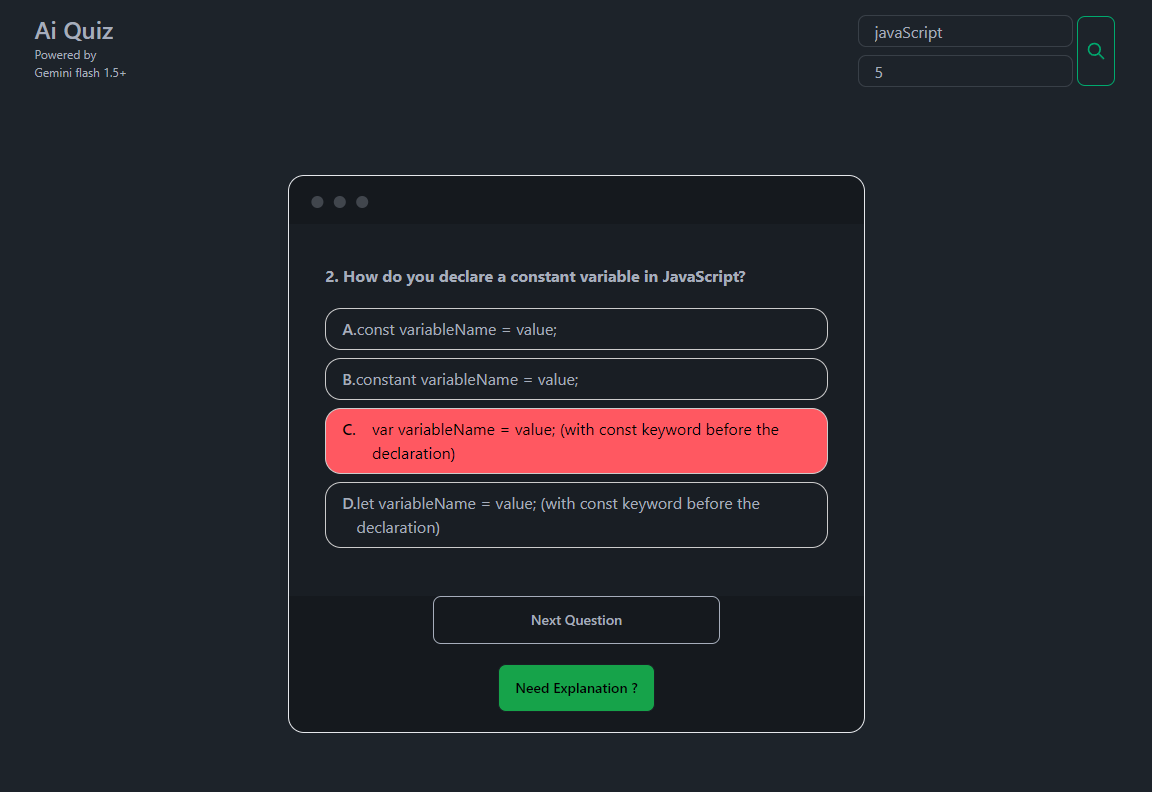 Ai Quiz
Powered by
Gemini flash 1.5+
javaScript
5
2. How do you declare a constant variable in JavaScript?
A.const variableName = value;
B.constant variableName = value;
C. var variableName = value; (with const keyword before the
declaration)
D.let variableName = value; (with const keyword before the
declaration)
Next Question
Need Explanation ?